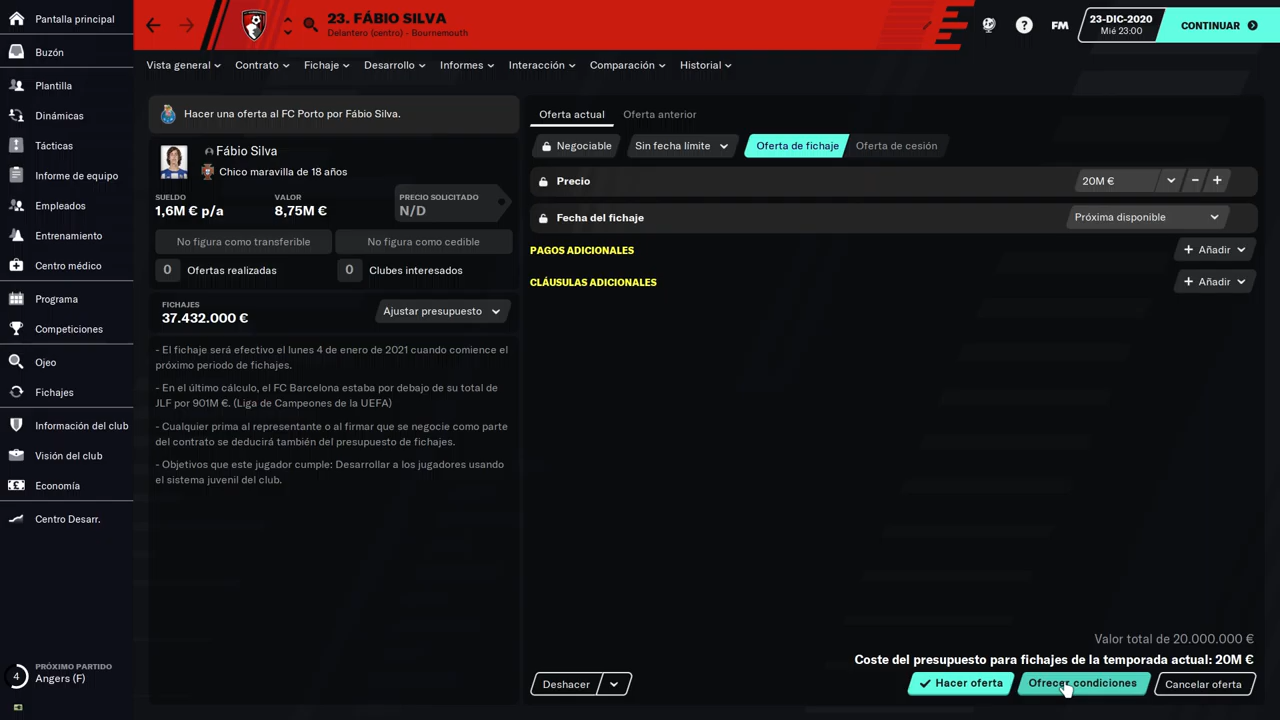 Pantalla principal
23. FÁBIO SILVA
Delantero (centro) - Bournemouth
FM
23-DIC-2020
Mié 23:00
CONTINUAR
Buzón
Plantilla
Dinámicas
Tácticas
Informe de equipo
Empleados
Entrenamiento
Centro médico
Programa
Competiciones
Ojeo
Fichajes
Información del club
Visión del club
Economía
Centro Desarr.
4
PRÓXIMO PARTIDO
Angers (F)
Vista general
Contrato
Fichaje
Desarrollo
Informes
Interacción
Comparación
Historial
Hacer una oferta al FC Porto por Fábio Silva.
Fábio Silva
Chico maravilla de 18 años
SUELDO
1,6M € p/a
VALOR
8,75M €
PRECIO SOLICITADO
N/D
No figura como transferible
No figura como cedible
0 Ofertas realizadas
0 Clubes interesados
FICHAJES
37.432.000 €
Ajustar presupuesto
- El fichaje será efectivo el lunes 4 de enero de 2021 cuando comience el
próximo periodo de fichajes.
- En el último cálculo, el FC Barcelona estaba por debajo de su total de
JLF por 901M €. (Liga de Campeones de la UEFA)
- Cualquier prima al representante o al firmar que se negocie como parte
del contrato se deducirá también del presupuesto de fichajes.
- Objetivos que este jugador cumple: Desarrollar a los jugadores usando
el sistema juvenil del club.
Oferta actual
Oferta anterior
Negociable
Sin fecha límite
Oferta de fichaje
Oferta de cesión
Precio
20M €
Fecha del fichaje
Próxima disponible
PAGOS ADICIONALES
Añadir
CLÁUSULAS ADICIONALES
Añadir
Valor total de 20.000.000 €
Coste del presupuesto para fichajes de la temporada actual: 20M €
Deshacer
Hacer oferta
Ofrecer condiciones
Cancelar oferta